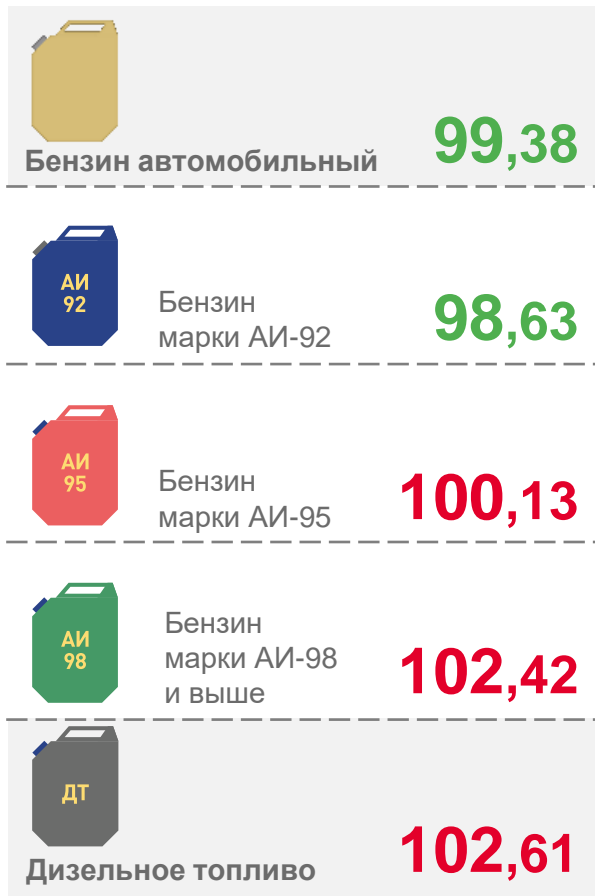 Бензин автомобильный
99,38
АИ
92
Бензин
марки АИ-92
98,63
АИ
95
Бензин
марки АИ-95
100,13
АИ
98
Бензин
марки АИ-98
и выше
102,42
ДТ
Дизельное топливо
102,61